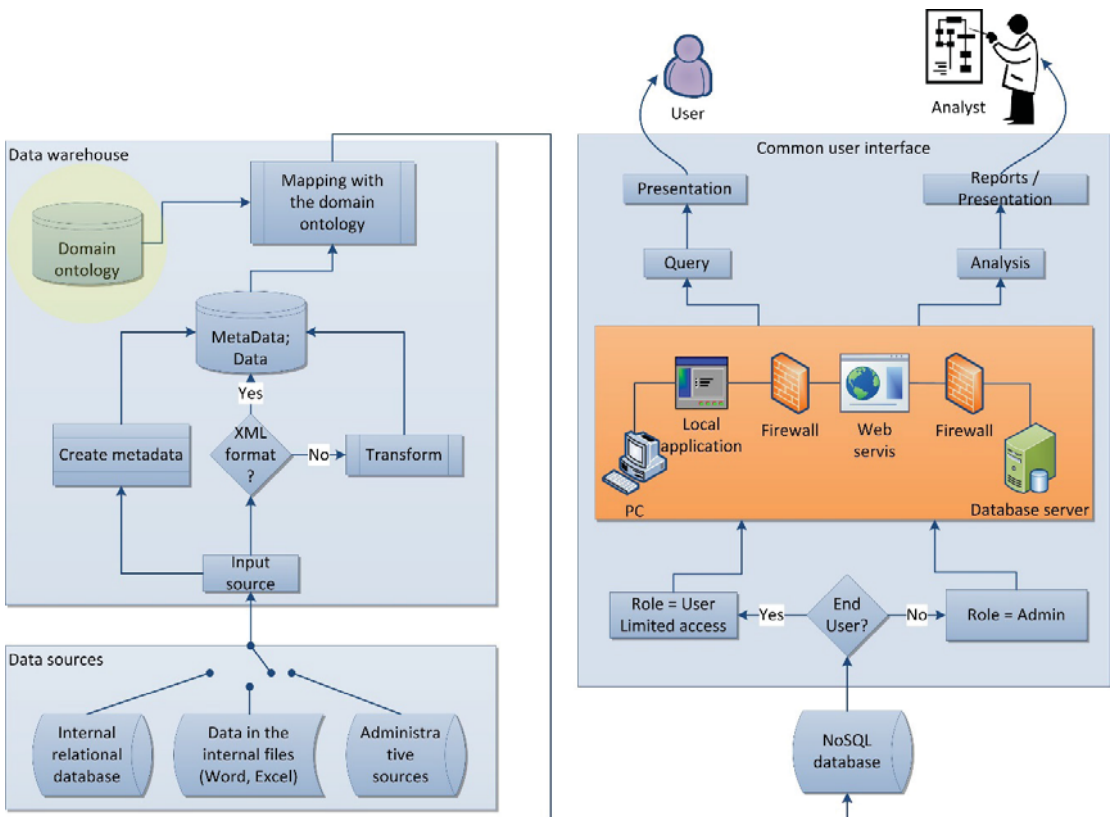 Data warehouse
Mapping with
the domain
ontology
Domain
ontology
MetaData;
Data
Yes
Create metadata
XML
format
?
No
Transform
Input
source
Data sources
Internal
relational
database
Data in the
internal files
(Word, Excel)
Administra
tive
sources
User
Analyst
Common user interface
Presentation
Reports /
Presentation
Query
Analysis
Local
application
Firewall
Web
servis
Firewall
PC
Database server
Role = User
Limited access
Yes
End
User?
No
Role = Admin
NoSQL
database